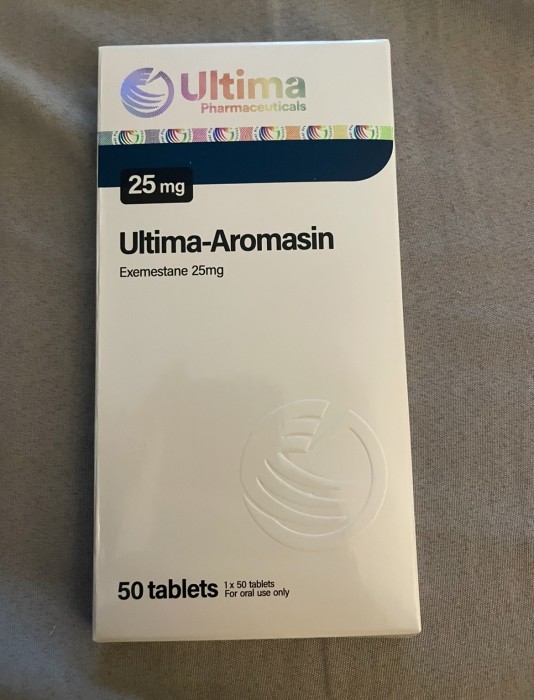 Ultima
Pharmaceuticals
25 mg
Ultima-Aromasin
Exemestane 25mg
50 tablets
1 x 50 tablets
For oral use only